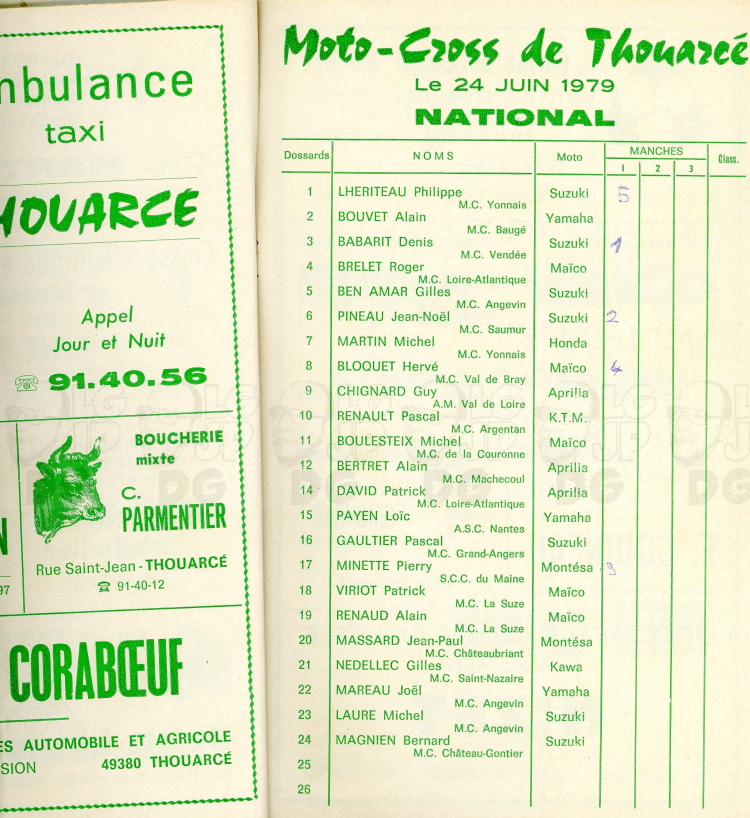 nbulance
taxi
HOUARCÉ
Appel
Jour et Nuit
☎ 91.40.56
BOUCHERIE
mixte
C.
PARMENTIER
Rue Saint-Jean - THOUARCÉ
☎ 91-40-12
N
97
CORABŒUF
ES AUTOMOBILE ET AGRICOLE
SION 49380 THOUARCÉ
Moto-Cross de Thouarcé
Le 24 JUIN 1979
NATIONAL
Dossards NOMS Moto MANCHES Class.
1 2 3
1 LHERITEAU Philippe Suzuki 5
M.C. Yonnais
2 BOUVET Alain Yamaha
M.C. Baugé
3 BABARIT Denis Suzuki 1
M.C. Vendée
4 BRELET Roger Maïco
M.C. Loire-Atlantique
5 BEN AMAR Gilles Suzuki
M.C. Angevin
6 PINEAU Jean-Noël Suzuki 2
M.C. Saumur
7 MARTIN Michel Honda
M.C. Yonnais
8 BLOQUET Hervé Maïco 4
M.C. Val de Bray
9 CHIGNARD Guy Aprilia
A.M. Val de Loire
10 RENAULT Pascal K.T.M.
M.C. Argentan
11 BOULESTEIX Michel Maïco
M.C. de la Couronne
12 BERTRET Alain Aprilia
M.C. Machecoul
14 DAVID Patrick Aprilia
M.C. Loire-Atlantique
15 PAYEN Loïc Yamaha
A.S.C. Nantes
16 GAULTIER Pascal Suzuki
M.C. Grand-Angers
17 MINETTE Pierry Montésa 3
S.C.C. du Maine
18 VIRIOT Patrick Maïco
M.C. La Suze
19 RENAUD Alain Maïco
M.C. La Suze
20 MASSARD Jean-Paul Montésa
M.C. Châteaubriant
21 NEDELLEC Gilles Kawa
M.C. Saint-Nazaire
22 MAREAU Joël Yamaha
M.C. Angevin
23 LAURE Michel Suzuki
M.C. Angevin
24 MAGNIEN Bernard Suzuki
M.C. Château-Gontier
25
26